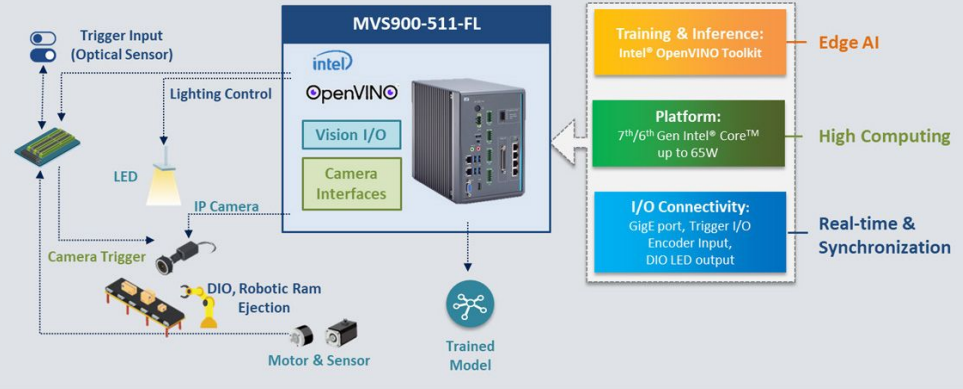 MVS900-511-FL
Trigger Input
(Optical Sensor)
Lighting Control
LED
IP Camera
Camera Trigger
DIO, Robotic Ram
Ejection
Motor & Sensor
intel
OpenVINO
Vision I/O
Camera
Interfaces
Trained
Model
Training & Inference:
Intel® OpenVINO Toolkit
Edge AI
Platform:
7th/6th Gen Intel® Core™
up to 65W
High Computing
I/O Connectivity:
GigE port, Trigger I/O
Encoder Input,
DIO LED output
Real-time &
Synchronization